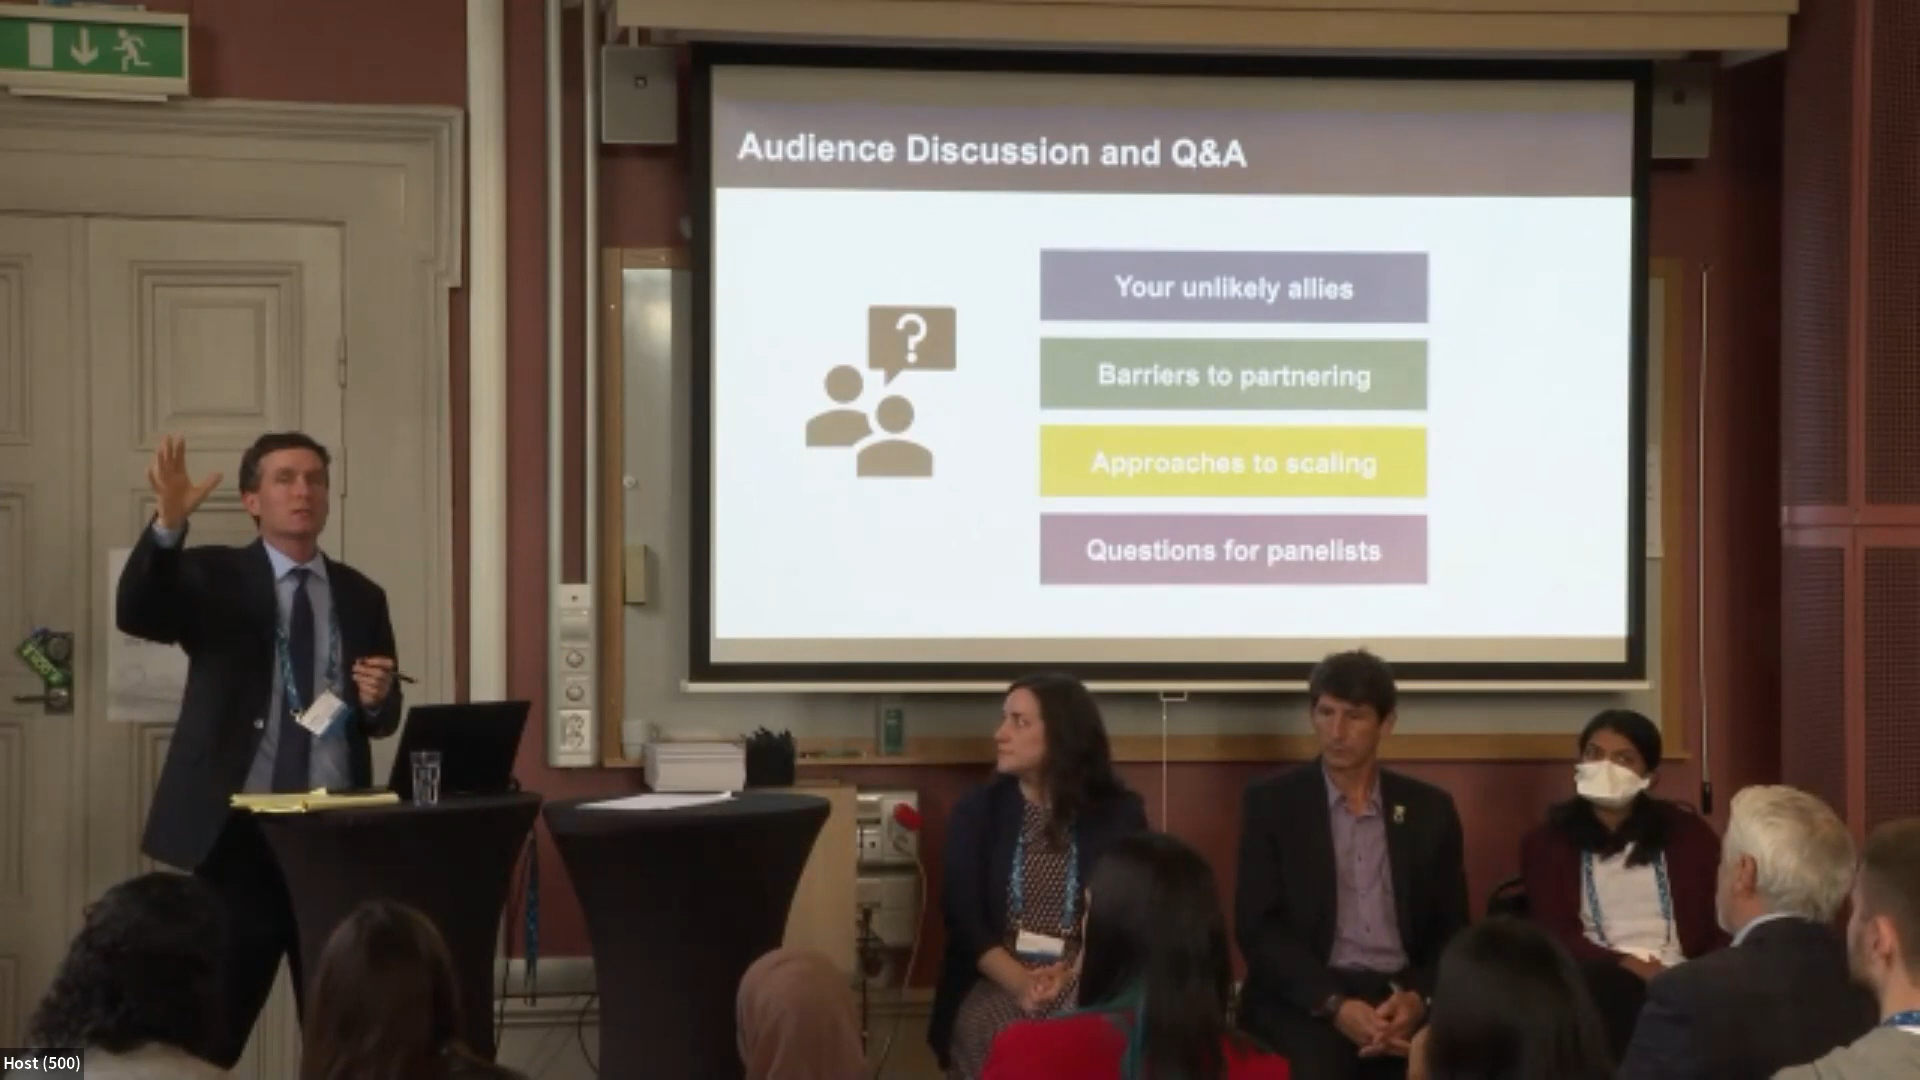 Audience Discussion and Q&A
?
Your unlikely allies
Barriers to partnering
Approaches to scaling
Questions for panelists
Host (500)